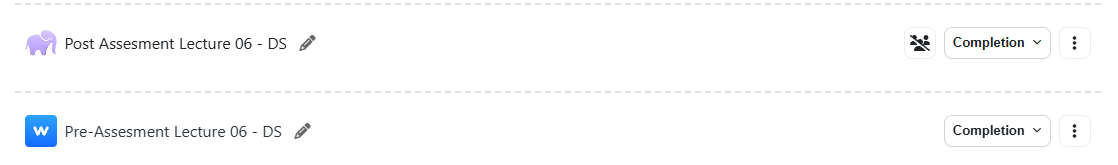 Post Assesment Lecture 06 - DS
Completion
w
Pre-Assesment Lecture 06 - DS
Completion